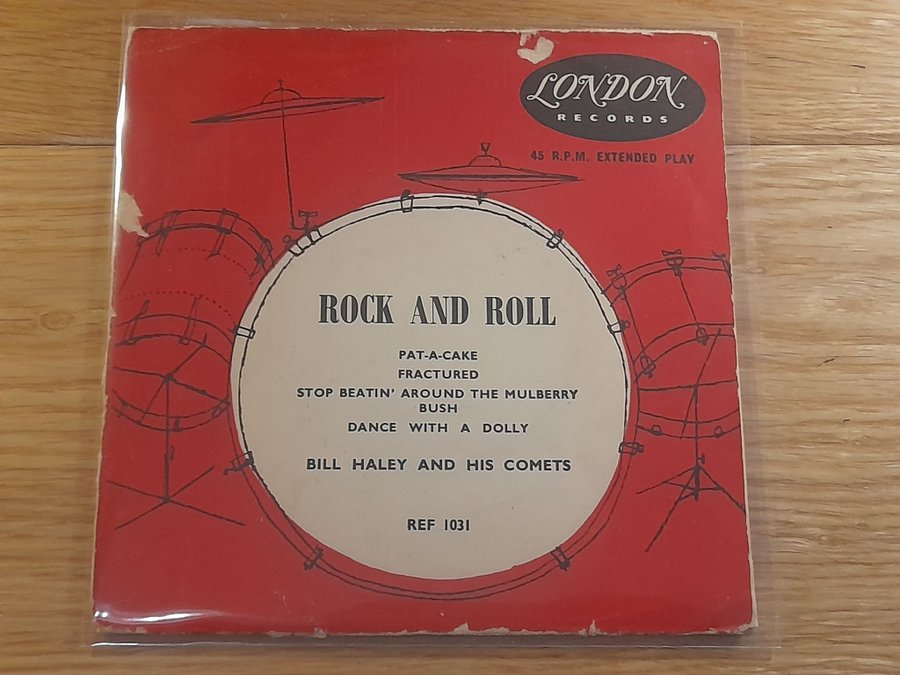 LONDON
RECORDS
45 R.P.M. EXTENDED PLAY
ROCK AND ROLL
PAT-A-CAKE
FRACTURED
STOP BEATIN' AROUND THE MULBERRY
BUSH
DANCE WITH A DOLLY
BILL HALEY AND HIS COMETS
REF 1031